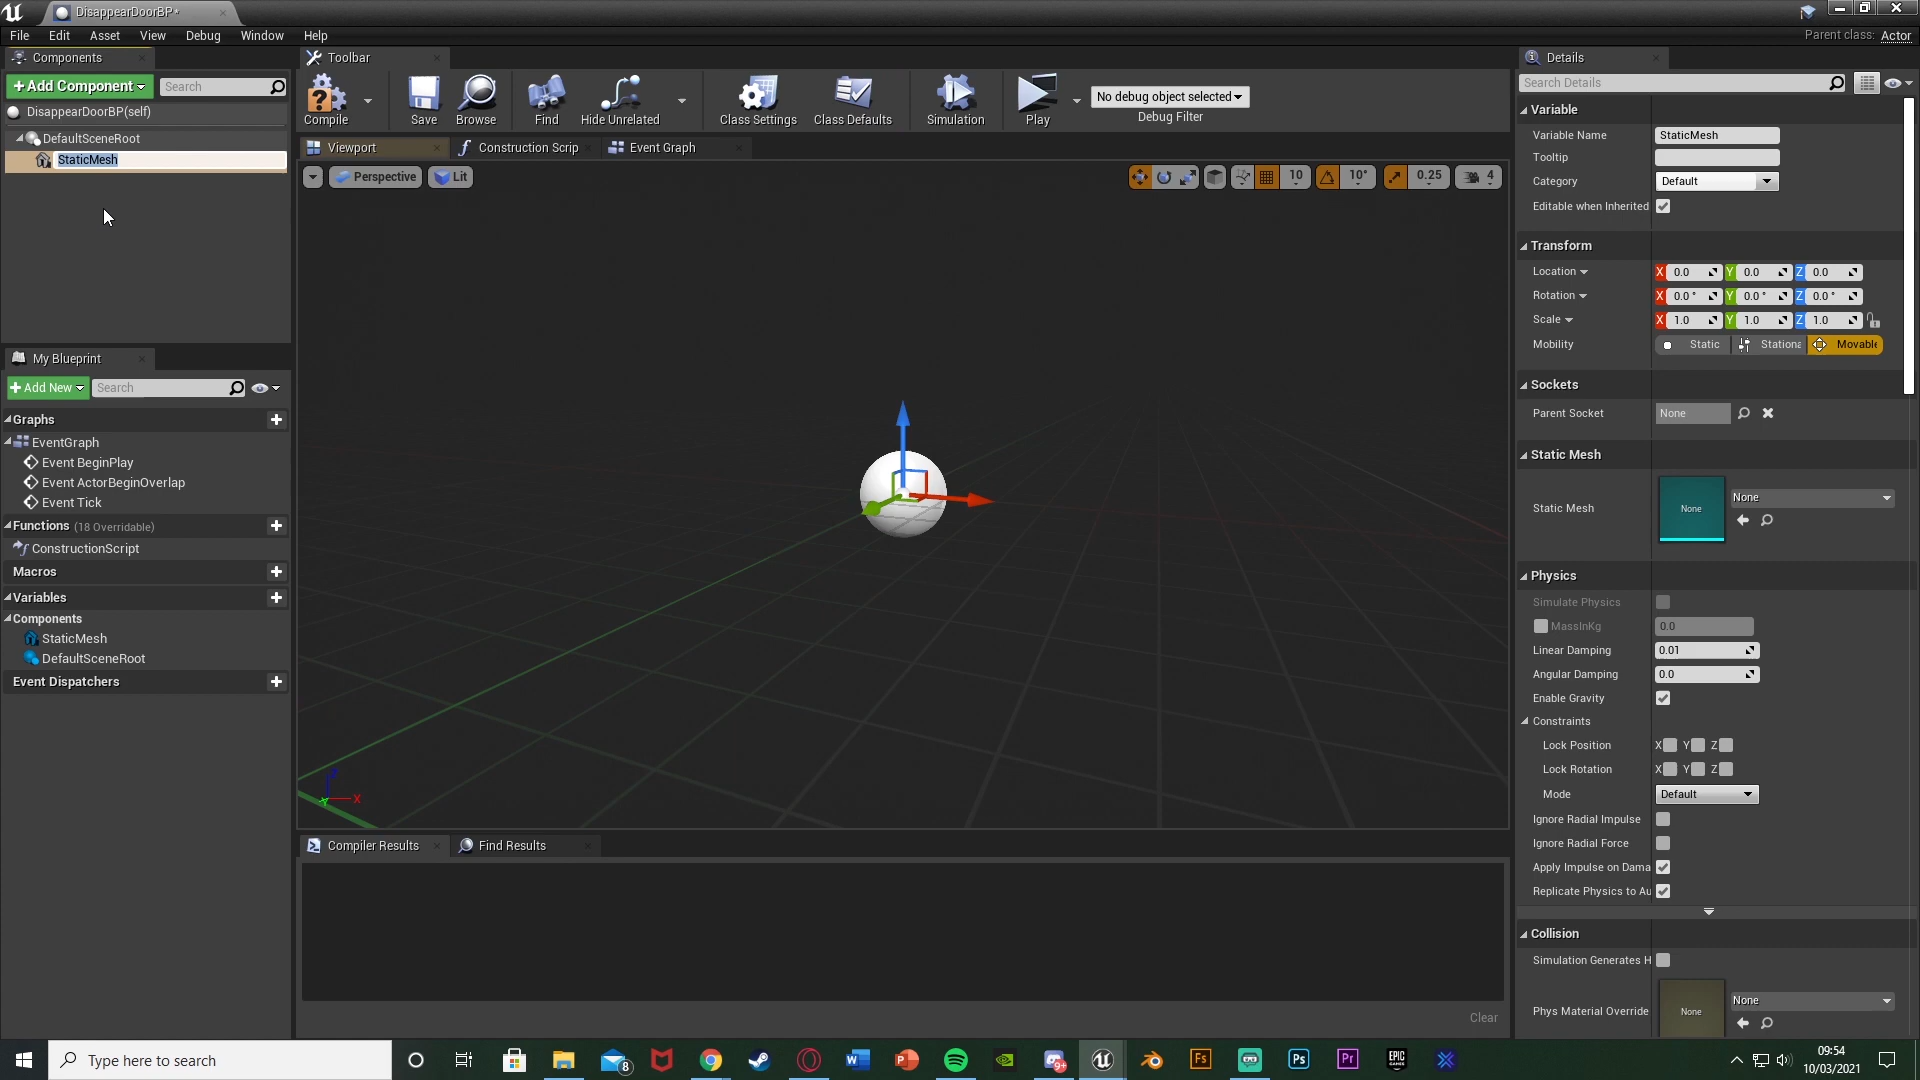 DisappearDoorBP*
File Edit Asset View Debug Window Help
Parent class: Actor
Components
Add Component
Search
DisappearDoorBP(self)
DefaultSceneRoot
StaticMesh
My Blueprint
Add New
Search
Graphs
EventGraph
Event BeginPlay
Event ActorBeginOverlap
Event Tick
Functions (18 Overridable)
ConstructionScript
Macros
Variables
Components
StaticMesh
DefaultSceneRoot
Event Dispatchers
Toolbar
Compile Save Browse Find Hide Unrelated Class Settings Class Defaults Simulation Play
No debug object selected
Debug Filter
Viewport Construction Scrip Event Graph
Perspective Lit
10 10° 0.25 4
X
Compiler Results Find Results
Clear
Details
Search Details
Variable
Variable Name StaticMesh
Tooltip
Category Default
Editable when Inherited
Transform
Location X 0.0 Y 0.0 Z 0.0
Rotation X 0.0 ° Y 0.0 ° Z 0.0 °
Scale X 1.0 Y 1.0 Z 1.0
Mobility Static Stationa Movable
Sockets
Parent Socket None
Static Mesh
Static Mesh None None
Physics
Simulate Physics
MassInKg 0.0
Linear Damping 0.01
Angular Damping 0.0
Enable Gravity
Constraints
Lock Position X Y Z
Lock Rotation X Y Z
Mode Default
Ignore Radial Impulse
Ignore Radial Force
Apply Impulse on Dama
Replicate Physics to Au
Collision
Simulation Generates H
Phys Material Override None None
Type here to search
8
9+
W P Fs Ps Pr EPIC GAMES
09:54
10/03/2021